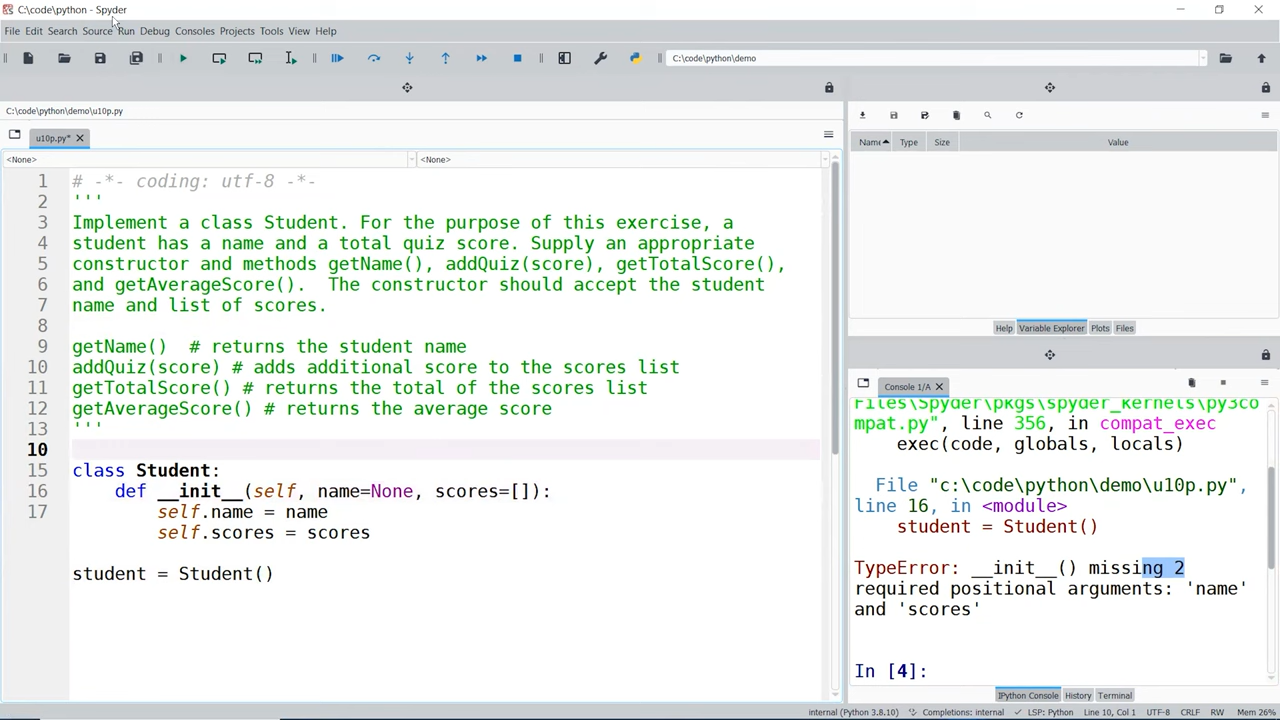 C:\code\python - Spyder
File Edit Search Source Run Debug Consoles Projects Tools View Help
C:\code\python\demo
C:\code\python\demo\u10p.py
u10p.py*
<None> <None>
1 # -*- coding: utf-8 -*-
2 '''
3 Implement a class Student. For the purpose of this exercise, a
4 student has a name and a total quiz score. Supply an appropriate
5 constructor and methods getName(), addQuiz(score), getTotalScore(),
6 and getAverageScore().  The constructor should accept the student
7 name and list of scores.
8
9 getName()  # returns the student name
10 addQuiz(score) # adds additional score to the scores list
11 getTotalScore() # returns the total of the scores list
12 getAverageScore() # returns the average score
13 '''
10
15 class Student:
16     def __init__(self, name=None, scores=[]):
17         self.name = name
        self.scores = scores
student = Student()
Name Type Size Value
Help Variable Explorer Plots Files
Console 1/A
Files\Spyder\pkgs\spyder_kernels\py3co
mpat.py", line 356, in compat_exec
    exec(code, globals, locals)
  File "c:\code\python\demo\u10p.py",
line 16, in <module>
    student = Student()
TypeError: __init__() missing 2
required positional arguments: 'name'
and 'scores'
In [4]:
IPython Console History Terminal
internal (Python 3.8.10) Completions: internal LSP: Python Line 10, Col 1 UTF-8 CRLF RW Mem 26%